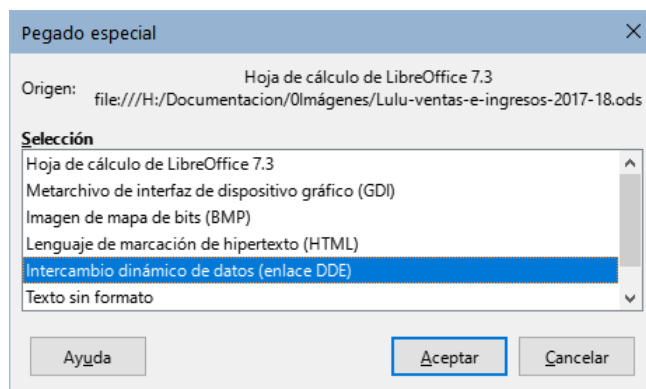 Pegado especial
Origen:
Hoja de cálculo de LibreOffice 7.3
file:///H:/Documentacion/0Imágenes/Lulu-ventas-e-ingresos-2017-18.ods
Selección
Hoja de cálculo de LibreOffice 7.3
Metarchivo de interfaz de dispositivo gráfico (GDI)
Imagen de mapa de bits (BMP)
Lenguaje de marcación de hipertexto (HTML)
Intercambio dinámico de datos (enlace DDE)
Texto sin formato
Ayuda Aceptar Cancelar